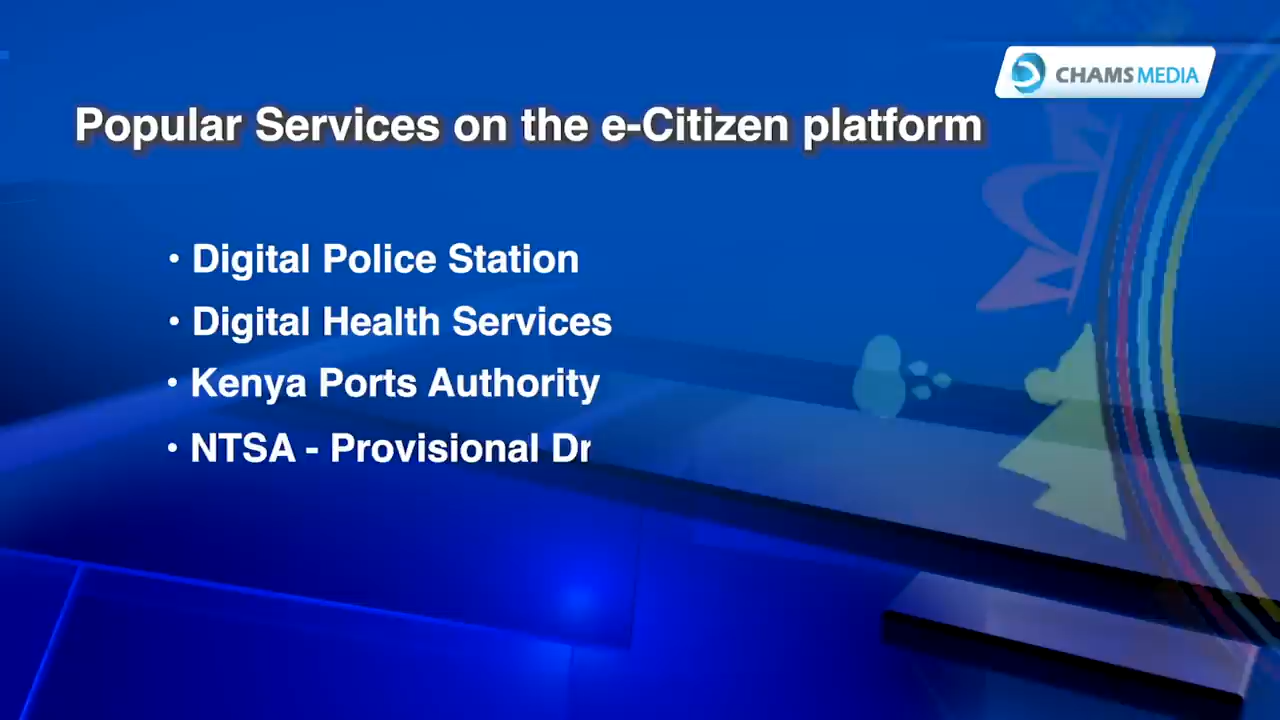 CHAMS MEDIA
Popular Services on the e-Citizen platform
• Digital Police Station
• Digital Health Services
• Kenya Ports Authority
• NTSA - Provisional Dr